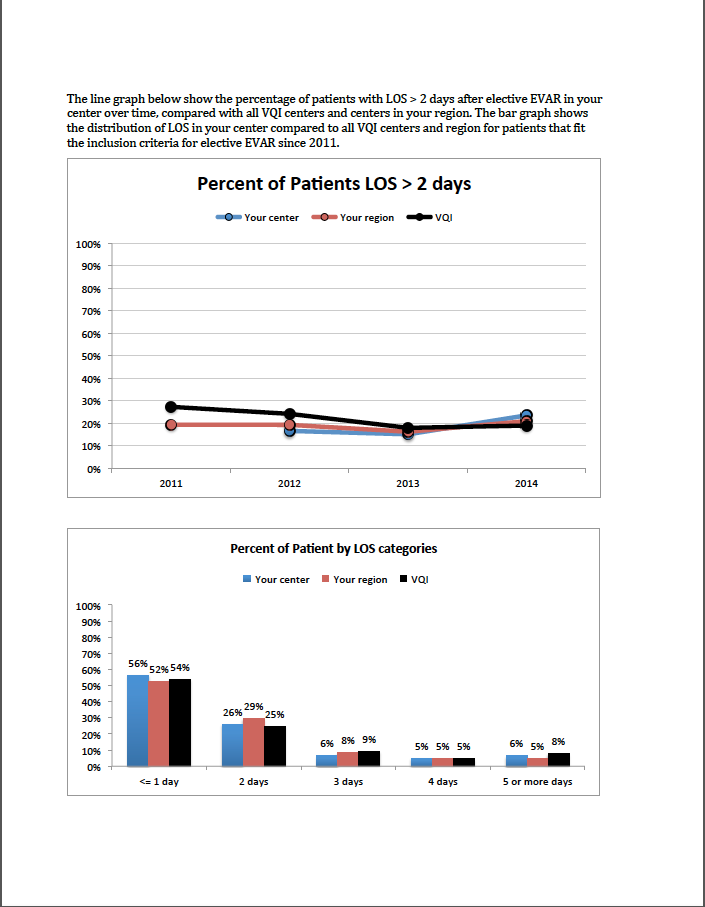 The line graph below show the percentage of patients with LOS > 2 days after elective EVAR in your
center over time, compared with all VQI centers and centers in your region. The bar graph shows
the distribution of LOS in your center compared to all VQI centers and region for patients that fit
the inclusion criteria for elective EVAR since 2011.
Percent of Patients LOS > 2 days
Your center Your region VQI
100%
90%
80%
70%
60%
50%
40%
30%
20%
10%
0%
2011 2012 2013 2014
Percent of Patient by LOS categories
Your center Your region VQI
100%
90%
80%
70%
60%
50%
40%
30%
20%
10%
0%
56% 52% 54%
26% 29% 25%
6% 8% 9%
5% 5% 5%
6% 5% 8%
<= 1 day 2 days 3 days 4 days 5 or more days